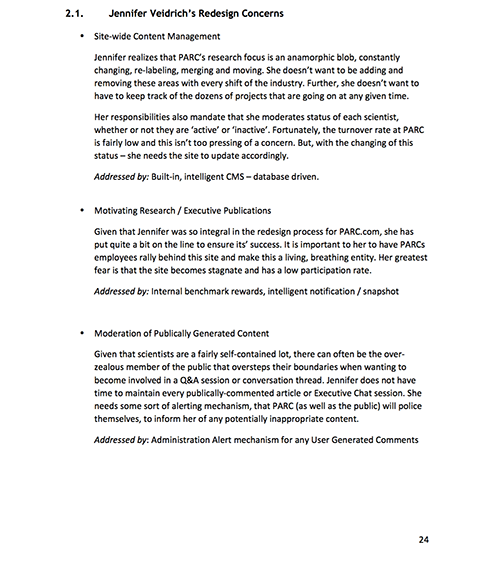 2.1. Jennifer Veidrich's Redesign Concerns
• Site-wide Content Management
Jennifer realizes that PARC's research focus is an anamorphic blob, constantly
changing, re-labeling, merging and moving. She doesn't want to be adding and
removing these areas with every shift of the industry. Further, she doesn't want to
have to keep track of the dozens of projects that are going on at any given time.
Her responsibilities also mandate that she moderates status of each scientist,
whether or not they are 'active' or 'inactive'. Fortunately, the turnover rate at PARC
is fairly low and this isn't too pressing of a concern. But, with the changing of this
status – she needs the site to update accordingly.
Addressed by: Built-in, intelligent CMS – database driven.
• Motivating Research / Executive Publications
Given that Jennifer was so integral in the redesign process for PARC.com, she has
put quite a bit on the line to ensure its' success. It is important to her to have PARCs
employees rally behind this site and make this a living, breathing entity. Her greatest
fear is that the site becomes stagnate and has a low participation rate.
Addressed by: Internal benchmark rewards, intelligent notification / snapshot
• Moderation of Publically Generated Content
Given that scientists are a fairly self-contained lot, there can often be the over-
zealous member of the public that oversteps their boundaries when wanting to
become involved in a Q&A session or conversation thread. Jennifer does not have
time to maintain every publically-commented article or Executive Chat session. She
needs some sort of alerting mechanism, that PARC (as well as the public) will police
themselves, to inform her of any potentially inappropriate content.
Addressed by: Administration Alert mechanism for any User Generated Comments
24